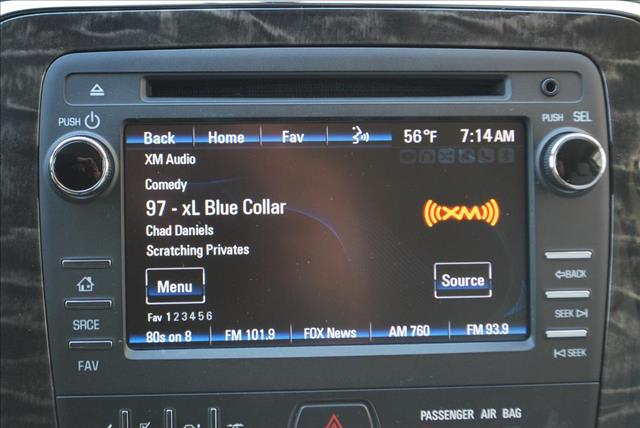 PUSH
PUSH SEL
Back Home Fav 56°F 7:14 AM
XM Audio
Comedy
97 - xL Blue Collar
XM
Chad Daniels
Scratching Privates
Menu
Source
Fav 1 2 3 4 5 6
80s on 8 FM 101.9 FOX News AM 760 FM 93.9
SRCE
FAV
BACK
SEEK
SEEK
PASSENGER AIR BAG